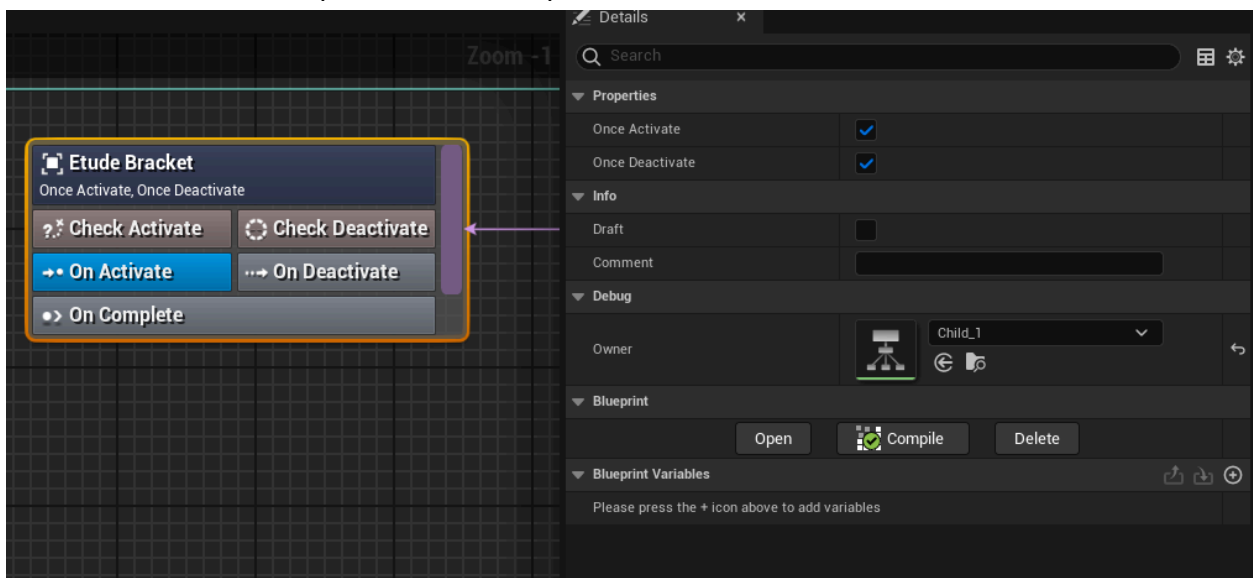 Details
Zoom -1
Search
Properties
Once Activate
Once Deactivate
Etude Bracket
Once Activate, Once Deactivate
Check Activate
Check Deactivate
On Activate
On Deactivate
On Complete
Info
Draft
Comment
Debug
Owner
Child_1
Blueprint
Open
Compile
Delete
Blueprint Variables
Please press the + icon above to add variables